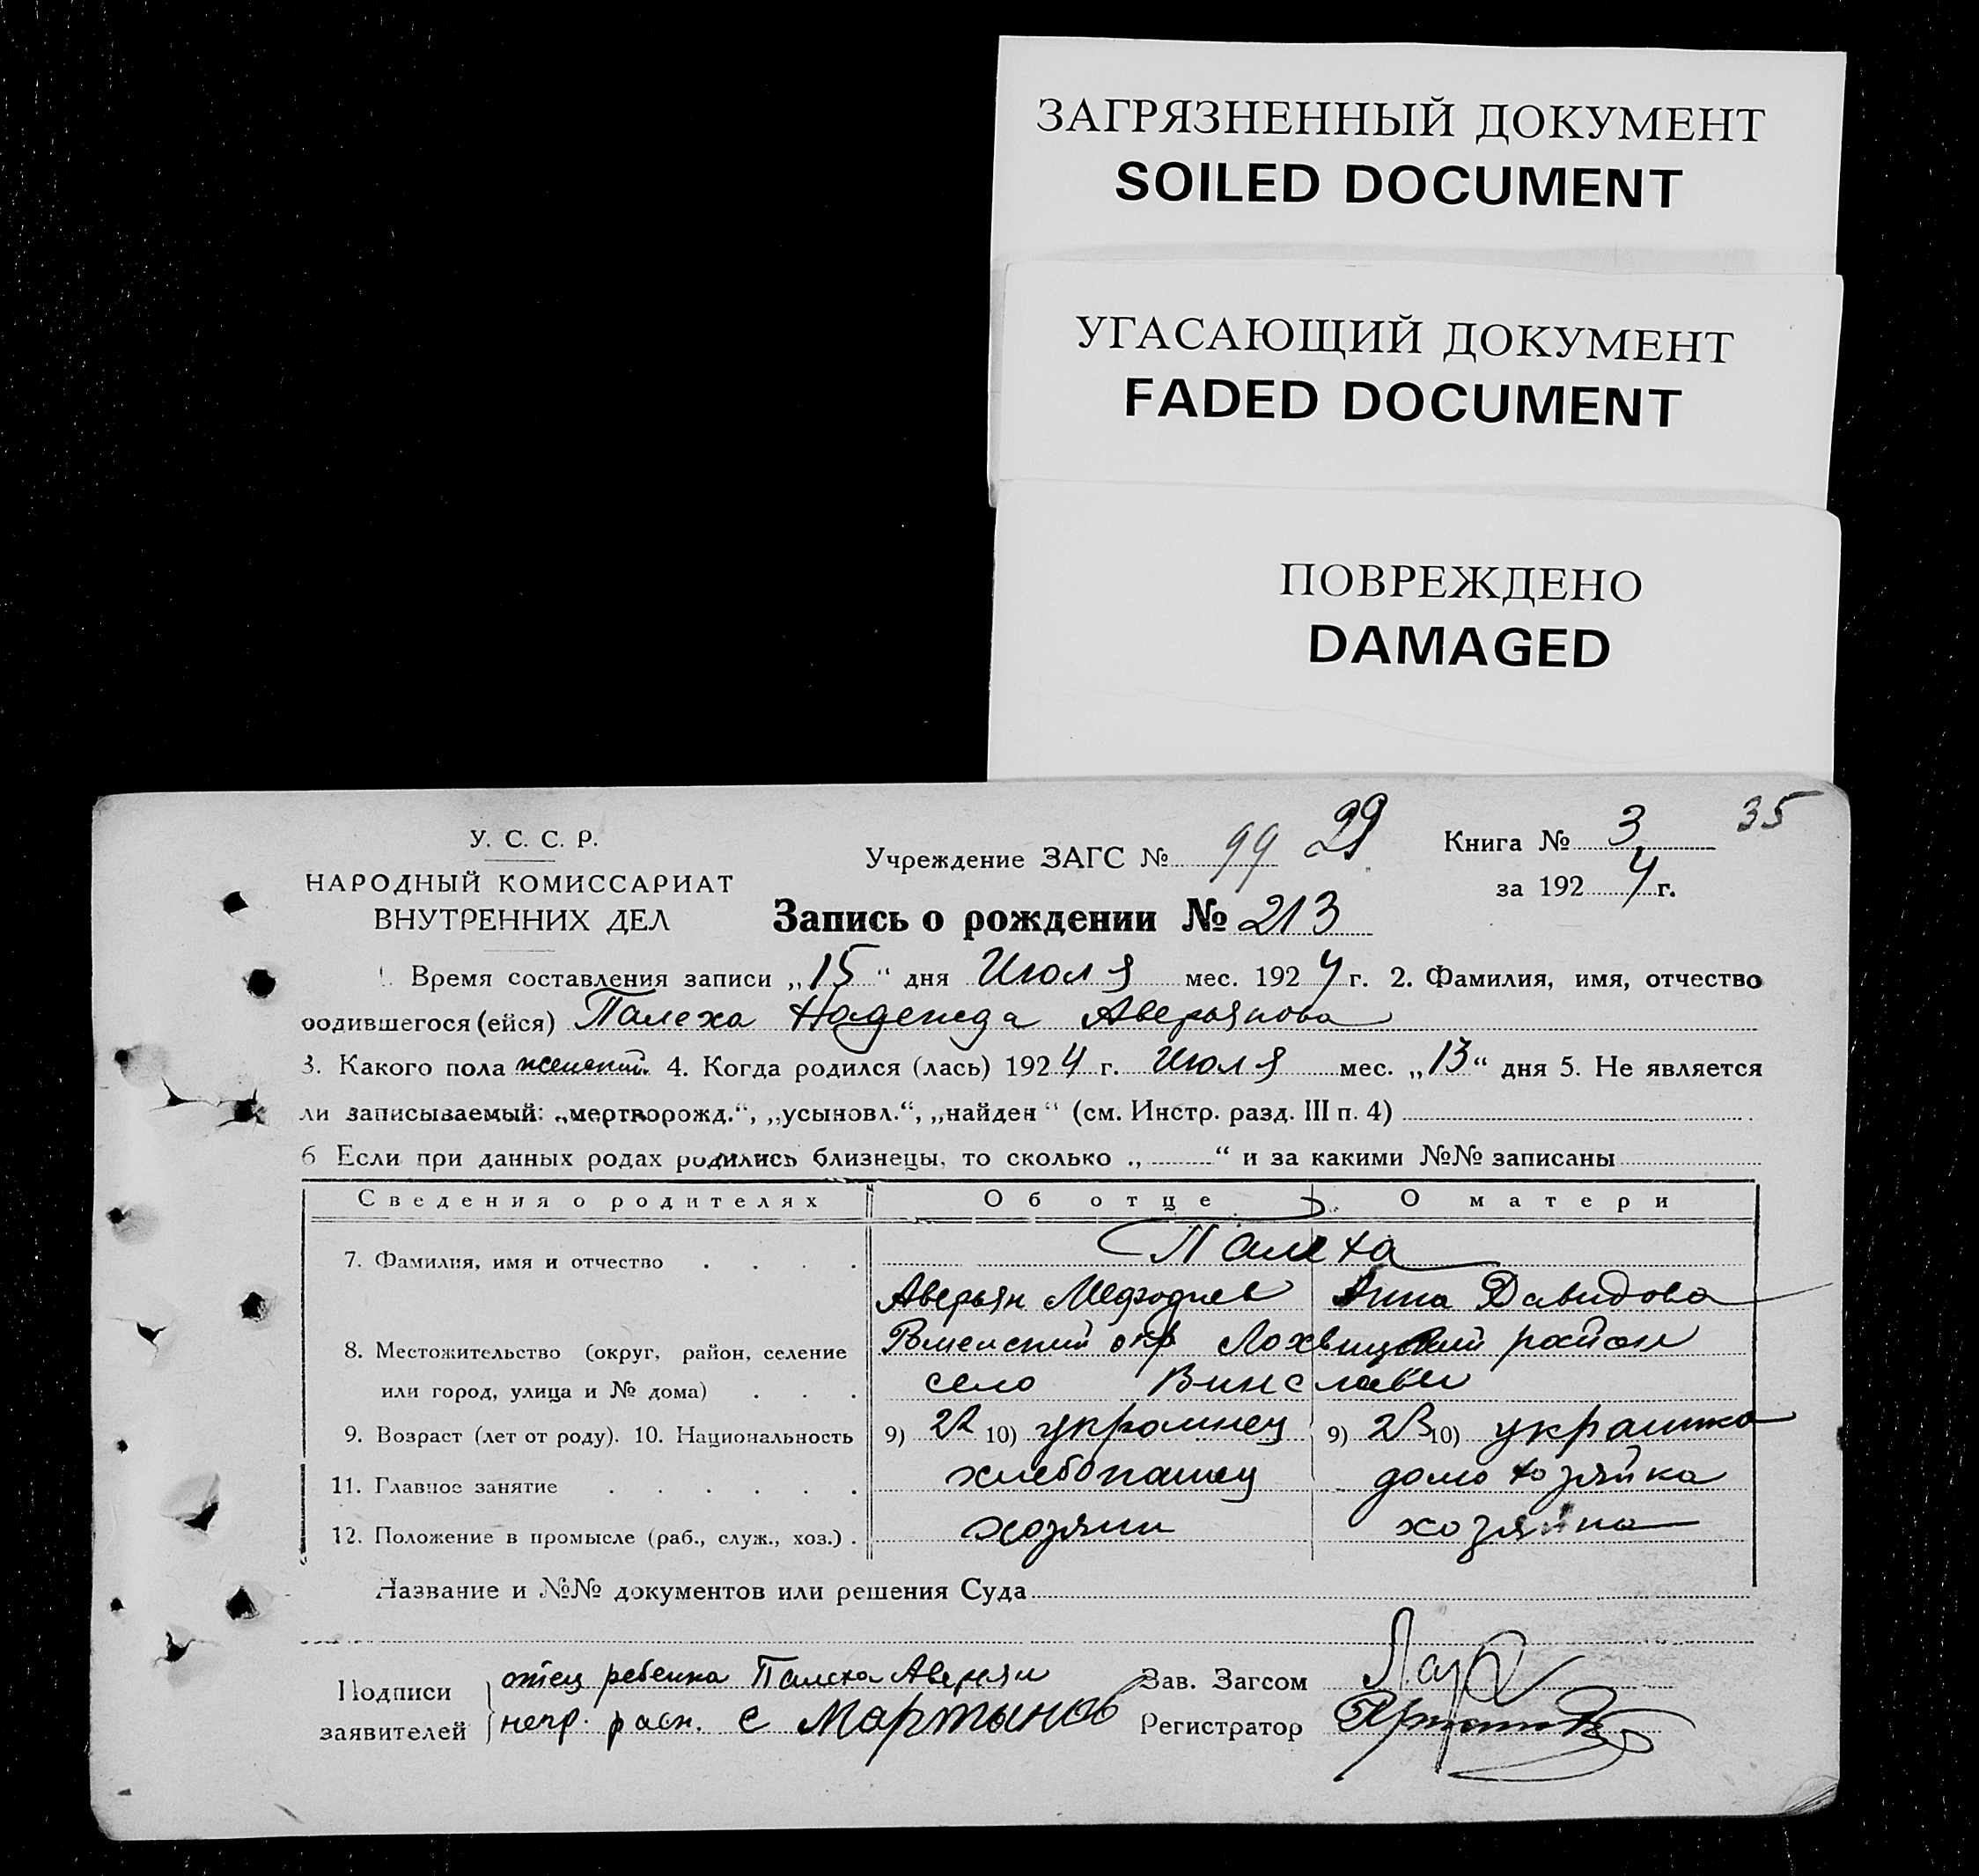 ЗАГРЯЗНЕННЫЙ ДОКУМЕНТ
SOILED DOCUMENT
УГАСАЮЩИЙ ДОКУМЕНТ
FADED DOCUMENT
ПОВРЕЖДЕНО
DAMAGED
35
У. С. С. Р.
НАРОДНЫЙ КОМИССАРИАТ
ВНУТРЕННИХ ДЕЛ
Учреждение ЗАГС № 99 29
Книга № 3
за 1924 г.
Запись о рождении № 213
1. Время составления записи „15“ дня Июля мес. 1924 г. 2. Фамилия, имя, отчество
родившегося (ейся) Палеха Надежда Аверьянова
3. Какого пола женский 4. Когда родился (лась) 1924 г. Июля мес. „13“ дня 5. Не является
ли записываемый: „мертворожд.“, „усыновл.“, „найден“ (см. Инстр. разд. III п. 4)
6 Если при данных родах родились близнецы, то сколько „ “ и за какими №№ записаны
Сведения о родителях Об отце О матери
7. Фамилия, имя и отчество Палеха
Аверьян Мефодиев Анна Давидова
8. Местожительство (округ, район, селение Роменский окр Лохвицкий район
или город, улица и № дома) село
9. Возраст (лет от роду). 10. Национальность 9) 22 10) украинец 9) 23 10) украинка
11. Главное занятие хлебопашец домохозяйка
12. Положение в промысле (раб., служ., хоз.) хозяин хозяйка
Название и №№ документов или решения Суда
Подписи заявителей
отец ребенка Палеха Аверьян
негр. расп. с Мартынов
Зав. Загсом
Регистратор